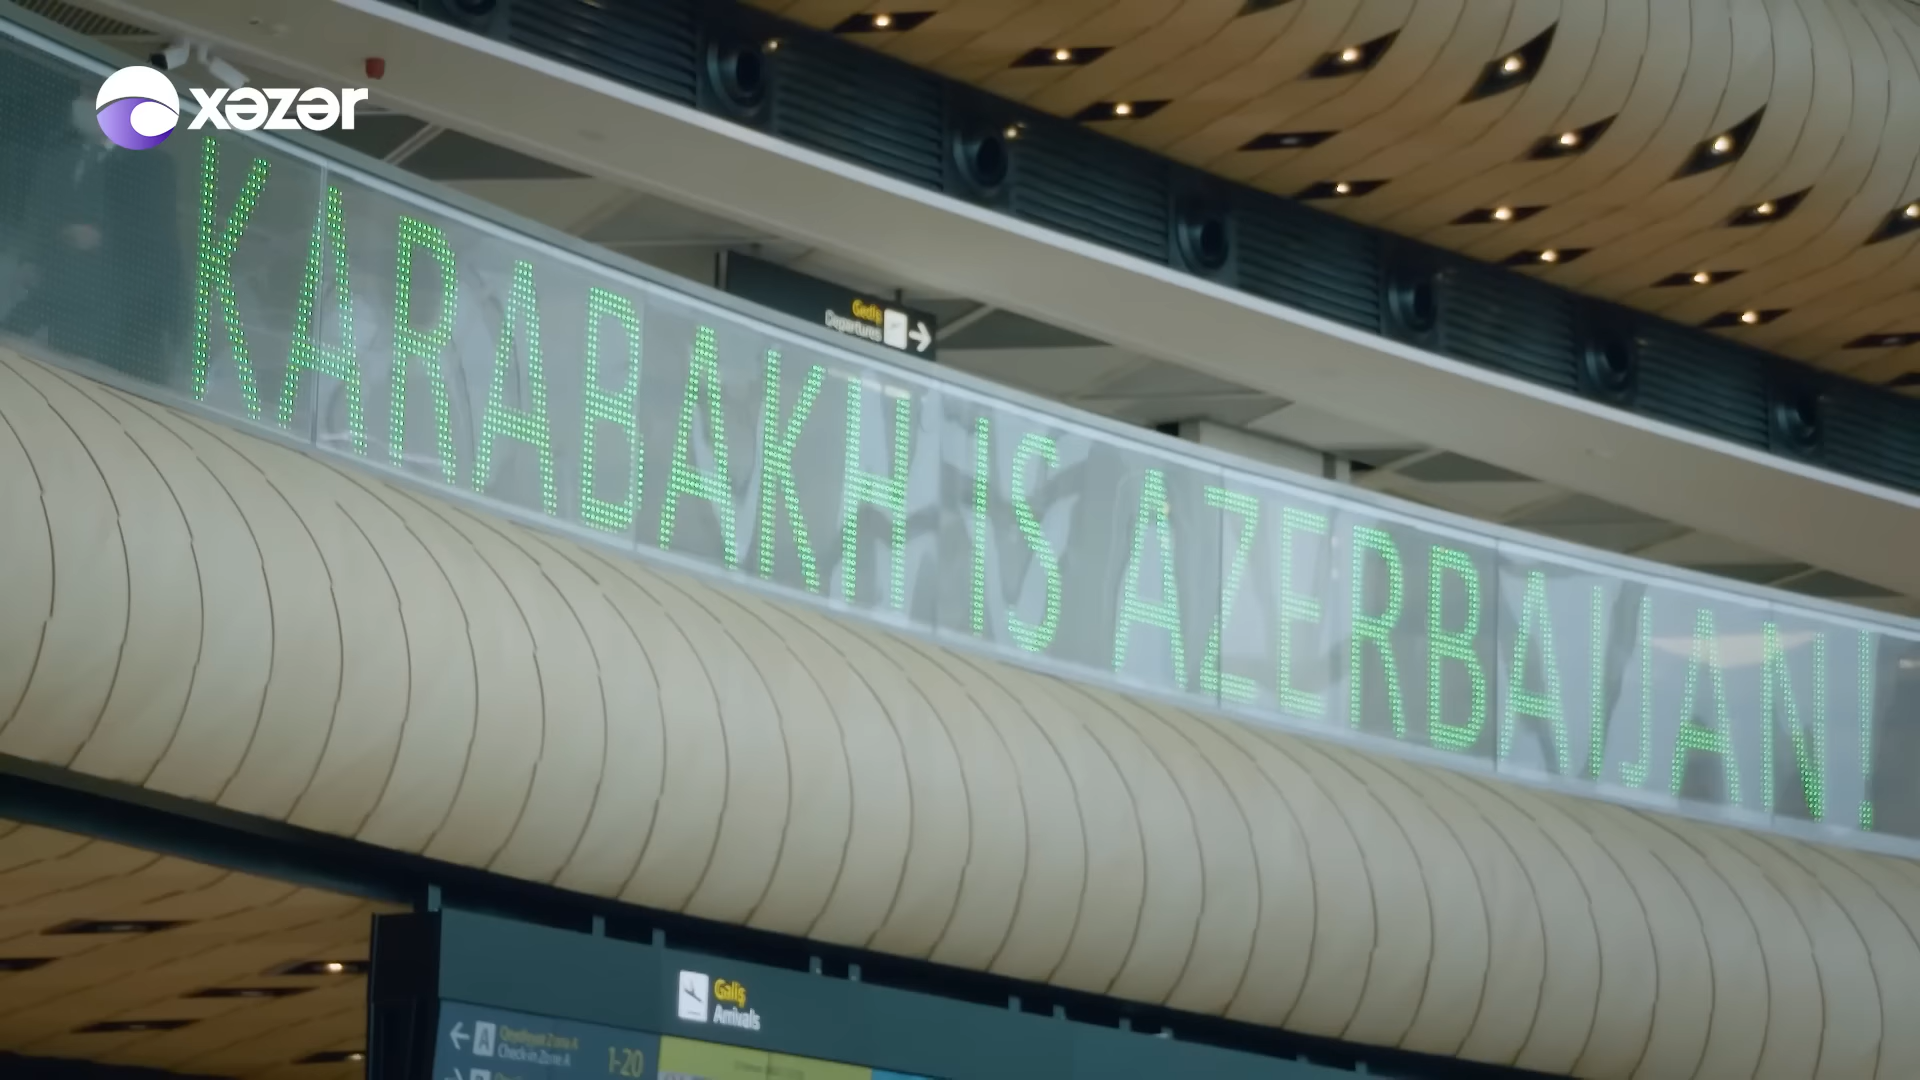 xəzər
KARABAKH IS AZERBAIJAN!
Gediş
Departures
Gəliş
Arrivals
A
Check-in Zone A
1-20